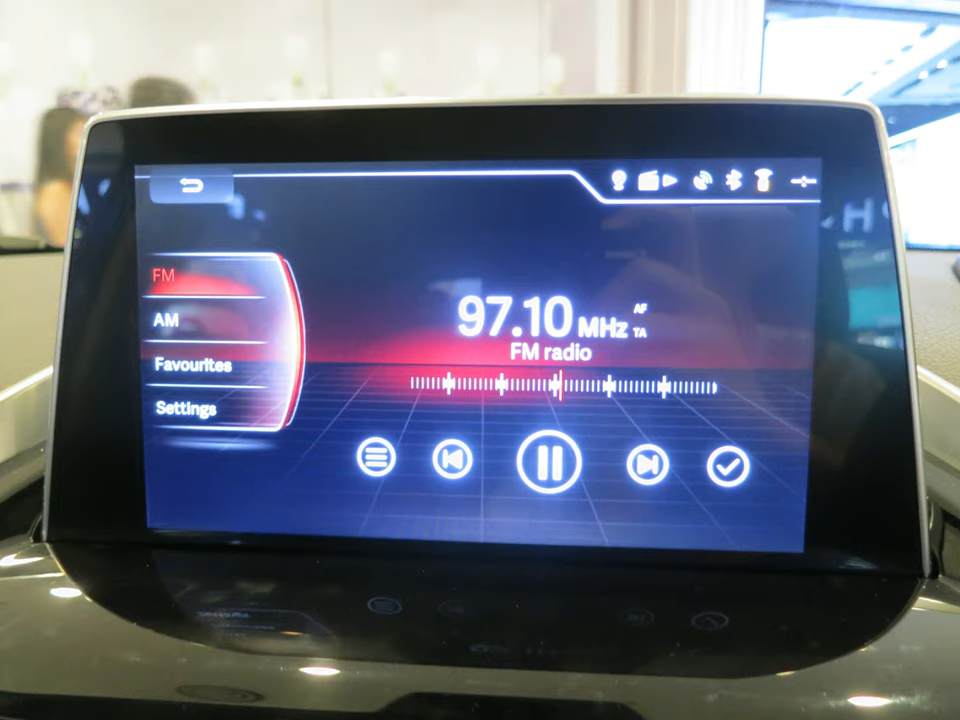 FM
AM
Favourites
Settings
97.10 MHz
AF
TA
FM radio